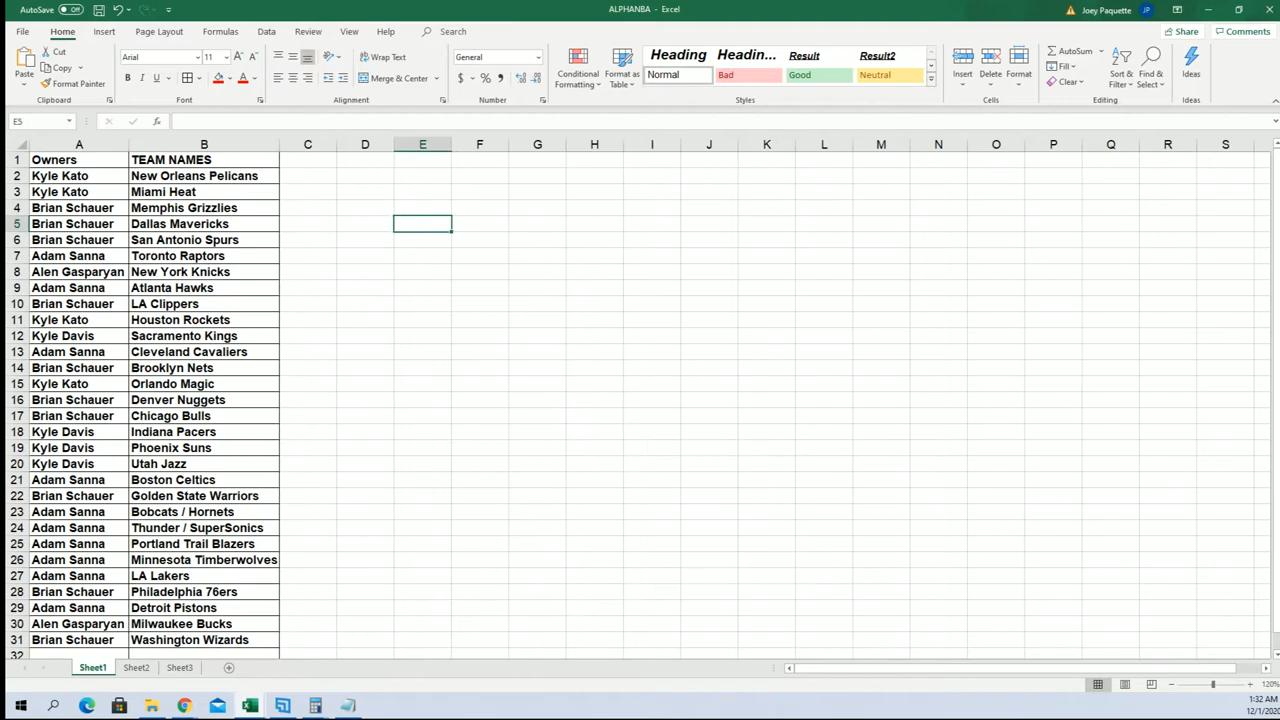 AutoSave Off
ALPHANBA - Excel
Joey Paquette JP
File Home Insert Page Layout Formulas Data Review View Help Search Share Comments
Paste Cut Copy Format Painter Clipboard
Arial 11 B I U Font
Wrap Text Merge & Center Alignment
General $ % Number
Conditional Formatting Format as Table
Heading Headin... Result Result2
Normal Bad Good Neutral
Styles
Insert Delete Format Cells
AutoSum Fill Clear Sort & Filter Find & Select Editing
Ideas Ideas
E5 fx
A B C D E F G H I J K L M N O P Q R S
1 Owners TEAM NAMES
2 Kyle Kato New Orleans Pelicans
3 Kyle Kato Miami Heat
4 Brian Schauer Memphis Grizzlies
5 Brian Schauer Dallas Mavericks
6 Brian Schauer San Antonio Spurs
7 Adam Sanna Toronto Raptors
8 Alen Gasparyan New York Knicks
9 Adam Sanna Atlanta Hawks
10 Brian Schauer LA Clippers
11 Kyle Kato Houston Rockets
12 Kyle Davis Sacramento Kings
13 Adam Sanna Cleveland Cavaliers
14 Brian Schauer Brooklyn Nets
15 Kyle Kato Orlando Magic
16 Brian Schauer Denver Nuggets
17 Brian Schauer Chicago Bulls
18 Kyle Davis Indiana Pacers
19 Kyle Davis Phoenix Suns
20 Kyle Davis Utah Jazz
21 Adam Sanna Boston Celtics
22 Brian Schauer Golden State Warriors
23 Adam Sanna Bobcats / Hornets
24 Adam Sanna Thunder / SuperSonics
25 Adam Sanna Portland Trail Blazers
26 Adam Sanna Minnesota Timberwolves
27 Adam Sanna LA Lakers
28 Brian Schauer Philadelphia 76ers
29 Adam Sanna Detroit Pistons
30 Alen Gasparyan Milwaukee Bucks
31 Brian Schauer Washington Wizards
32
Sheet1 Sheet2 Sheet3
120%
1:32 AM
12/1/2020